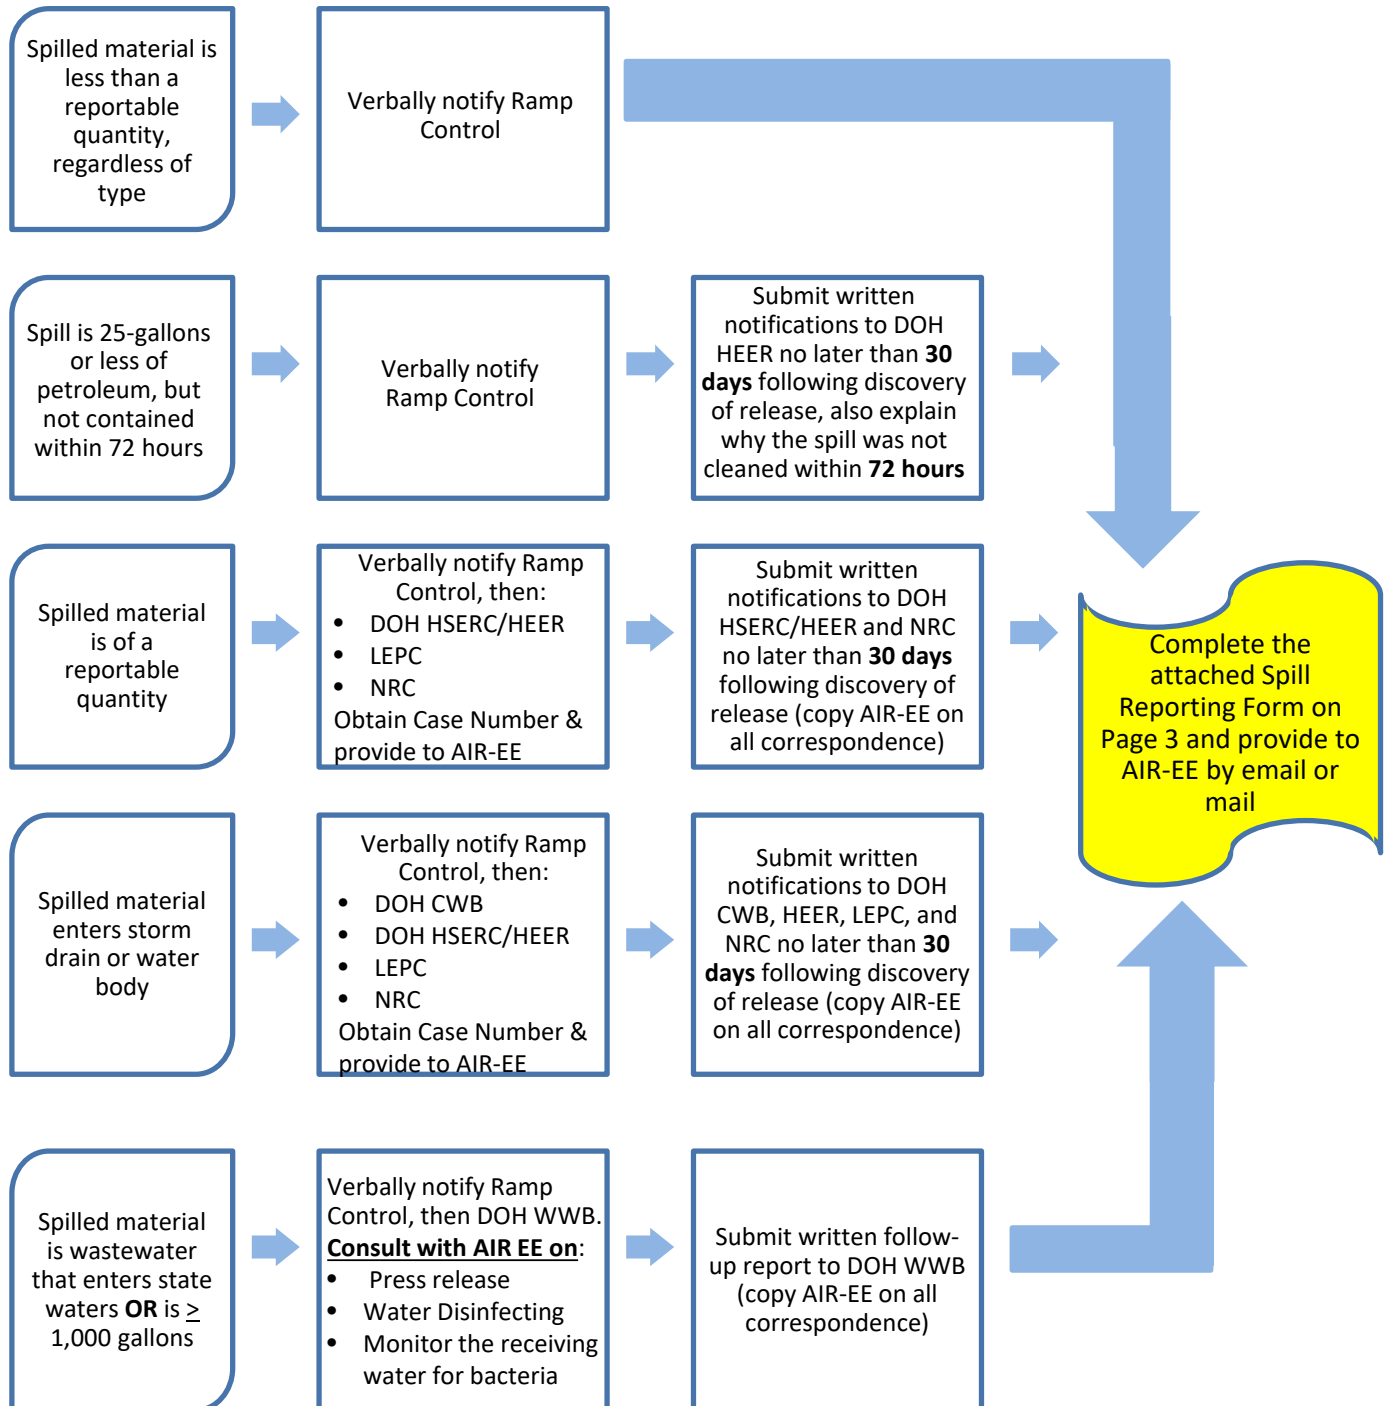 Spilled material is
less than a
reportable
quantity,
regardless of
type
Verbally notify Ramp
Control
Spill is 25-gallons
or less of
petroleum, but
not contained
within 72 hours
Verbally notify
Ramp Control
Submit written
notifications to DOH
HEER no later than 30
days following discovery
of release, also explain
why the spill was not
cleaned within 72 hours
Spilled material
is of a
reportable
quantity
Verbally notify Ramp
Control, then:
• DOH HSERC/HEER
• LEPC
• NRC
Obtain Case Number &
provide to AIR-EE
Submit written
notifications to DOH
HSERC/HEER and NRC
no later than 30 days
following discovery of
release (copy AIR-EE on
all correspondence)
Complete the
attached Spill
Reporting Form on
Page 3 and provide to
AIR-EE by email or
mail
Spilled material
enters storm
drain or water
body
Verbally notify Ramp
Control, then:
• DOH CWB
• DOH HSERC/HEER
• LEPC
• NRC
Obtain Case Number &
provide to AIR-EE
Submit written
notifications to DOH
CWB, HEER, LEPC, and
NRC no later than 30
days following discovery
of release (copy AIR-EE
on all correspondence)
Spilled material
is wastewater
that enters state
waters OR is ≥
1,000 gallons
Verbally notify Ramp
Control, then DOH WWB.
Consult with AIR EE on:
• Press release
• Water Disinfecting
• Monitor the receiving
water for bacteria
Submit written follow-
up report to DOH WWB
(copy AIR-EE on all
correspondence)